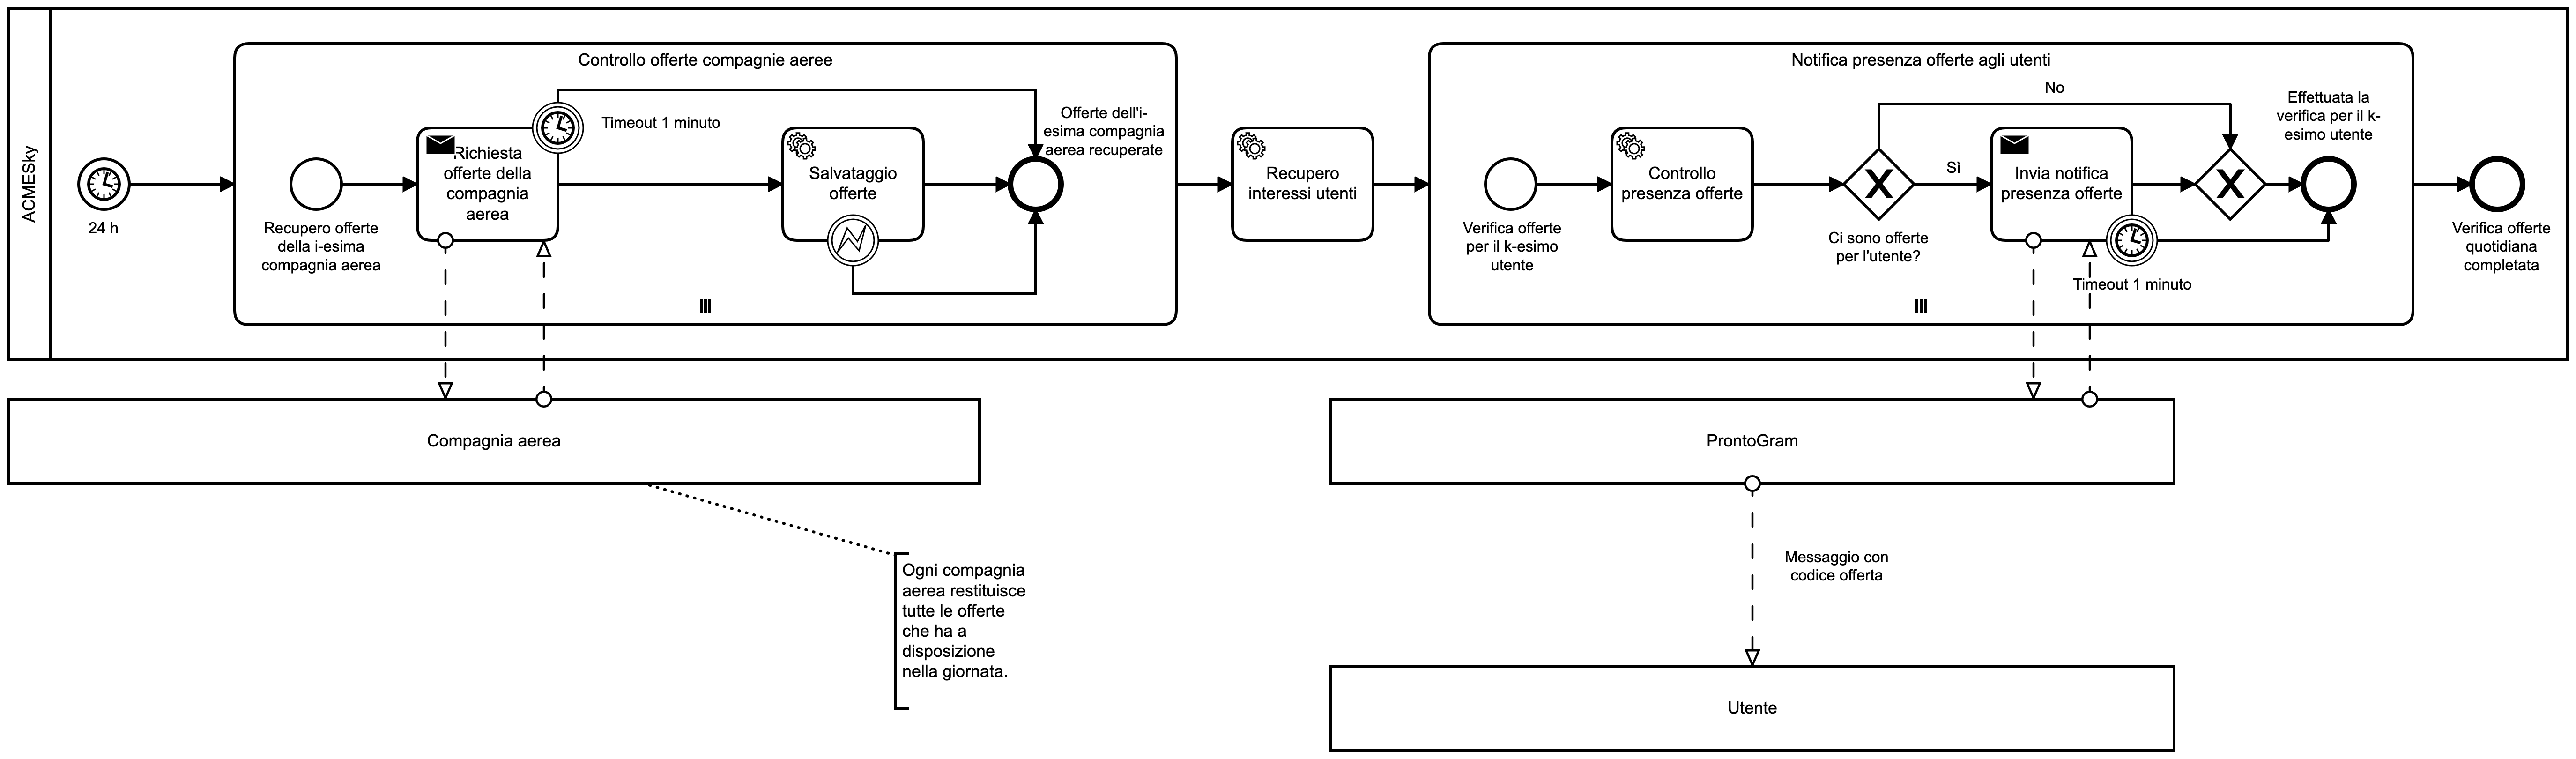 ACMESky
24 h
Controllo offerte compagnie aeree
Recupero offerte
della i-esima
compagnia aerea
Richiesta
offerte della
compagnia
aerea
Timeout 1 minuto
Salvataggio
offerte
Offerte dell'i-
esima compagnia
aerea recuperate
Recupero
interessi utenti
Notifica presenza offerte agli utenti
Verifica offerte
per il k-esimo
utente
Controllo
presenza offerte
Ci sono offerte
per l'utente?
No
Sì
Invia notifica
presenza offerte
Timeout 1 minuto
Effettuata la
verifica per il k-
esimo utente
Verifica offerte
quotidiana
completata
Compagnia aerea
ProntoGram
Ogni compagnia
aerea restituisce
tutte le offerte
che ha a
disposizione
nella giornata.
Messaggio con
codice offerta
Utente